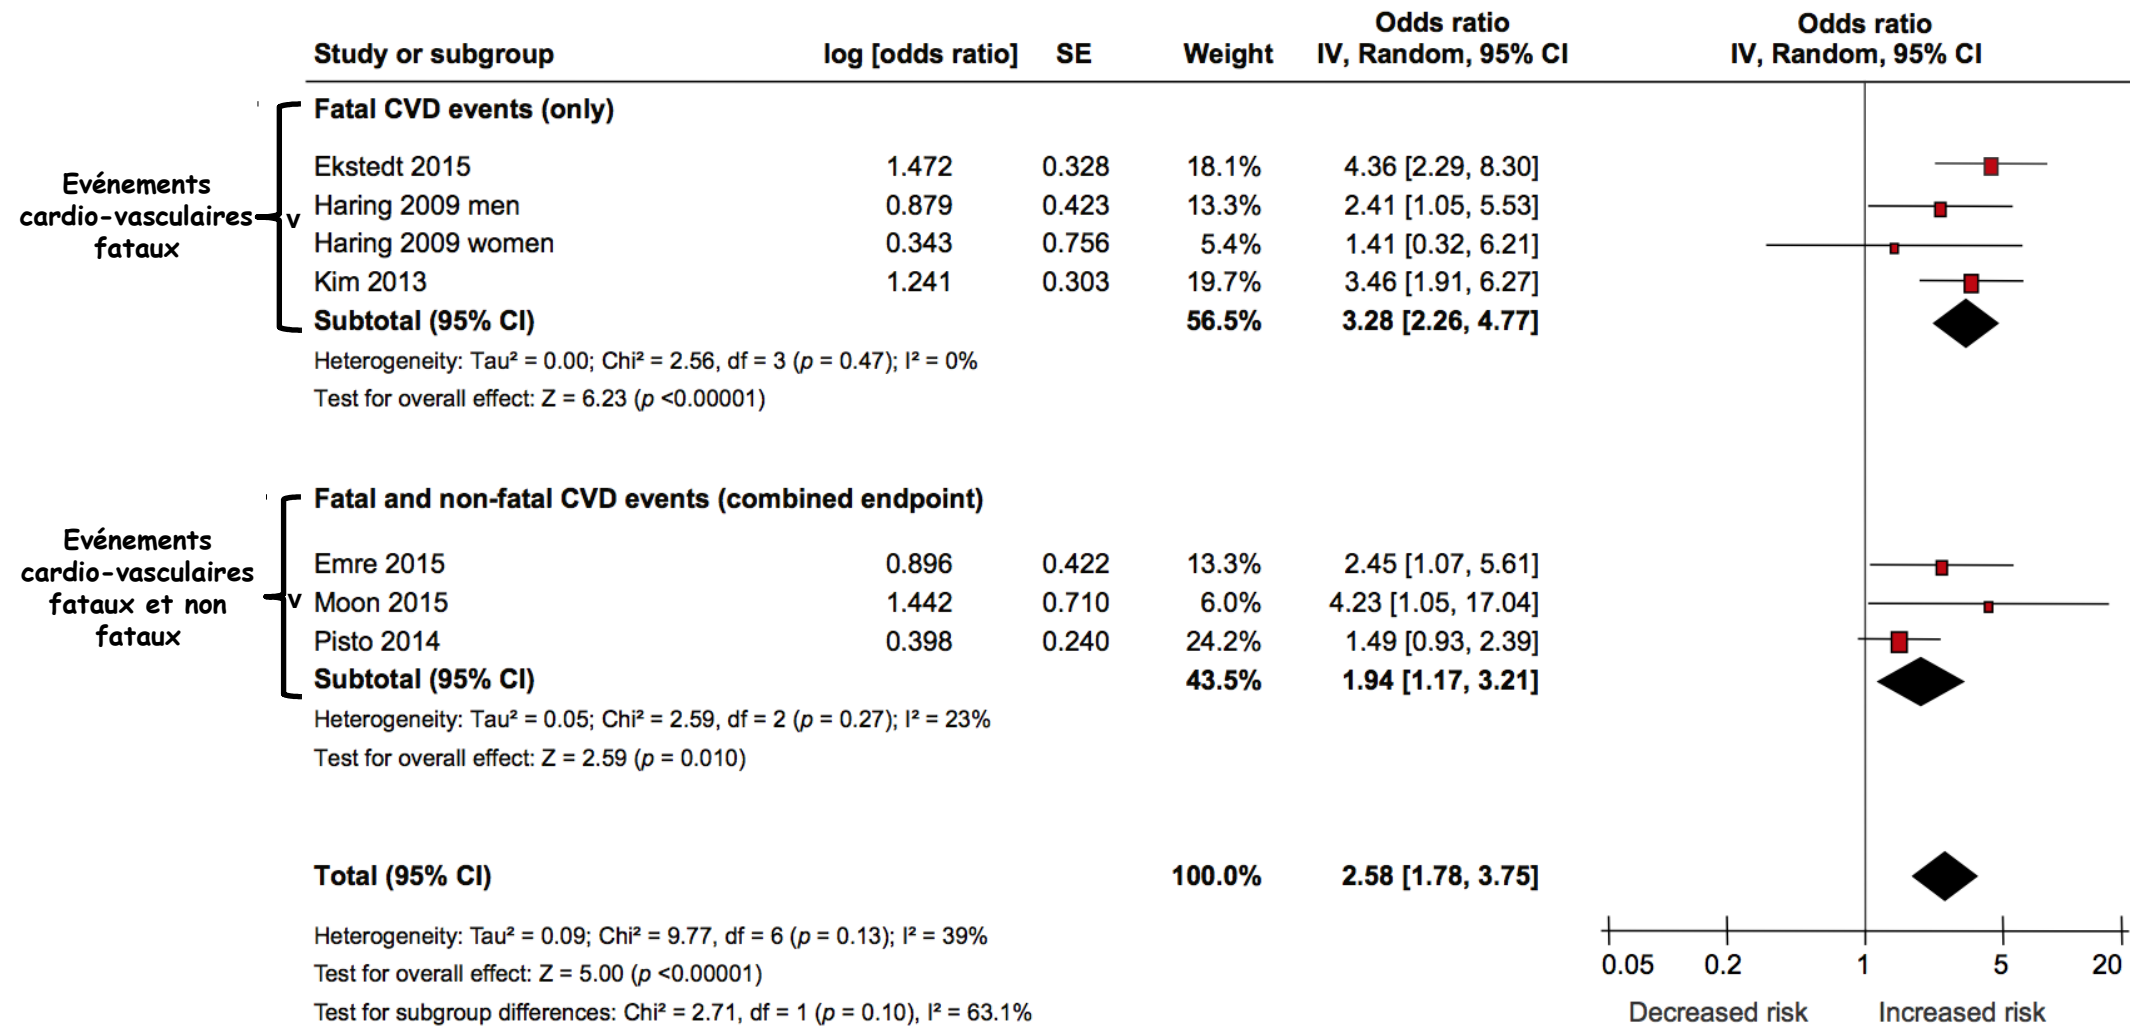 Odds ratio
Odds ratio
Study or subgroup log [odds ratio] SE Weight IV, Random, 95% CI IV, Random, 95% CI
Fatal CVD events (only)
Evénements
cardio-vasculaires
fataux
v
Ekstedt 2015 1.472 0.328 18.1% 4.36 [2.29, 8.30]
Haring 2009 men 0.879 0.423 13.3% 2.41 [1.05, 5.53]
Haring 2009 women 0.343 0.756 5.4% 1.41 [0.32, 6.21]
Kim 2013 1.241 0.303 19.7% 3.46 [1.91, 6.27]
Subtotal (95% CI) 56.5% 3.28 [2.26, 4.77]
Heterogeneity: Tau² = 0.00; Chi² = 2.56, df = 3 (p = 0.47); I² = 0%
Test for overall effect: Z = 6.23 (p <0.00001)
Fatal and non-fatal CVD events (combined endpoint)
Evénements
cardio-vasculaires
fataux et non
fataux
v
Emre 2015 0.896 0.422 13.3% 2.45 [1.07, 5.61]
Moon 2015 1.442 0.710 6.0% 4.23 [1.05, 17.04]
Pisto 2014 0.398 0.240 24.2% 1.49 [0.93, 2.39]
Subtotal (95% CI) 43.5% 1.94 [1.17, 3.21]
Heterogeneity: Tau² = 0.05; Chi² = 2.59, df = 2 (p = 0.27); I² = 23%
Test for overall effect: Z = 2.59 (p = 0.010)
Total (95% CI) 100.0% 2.58 [1.78, 3.75]
Heterogeneity: Tau² = 0.09; Chi² = 9.77, df = 6 (p = 0.13); I² = 39%
Test for overall effect: Z = 5.00 (p <0.00001)
Test for subgroup differences: Chi² = 2.71, df = 1 (p = 0.10), I² = 63.1%
0.05 0.2 1 5 20
Decreased risk Increased risk